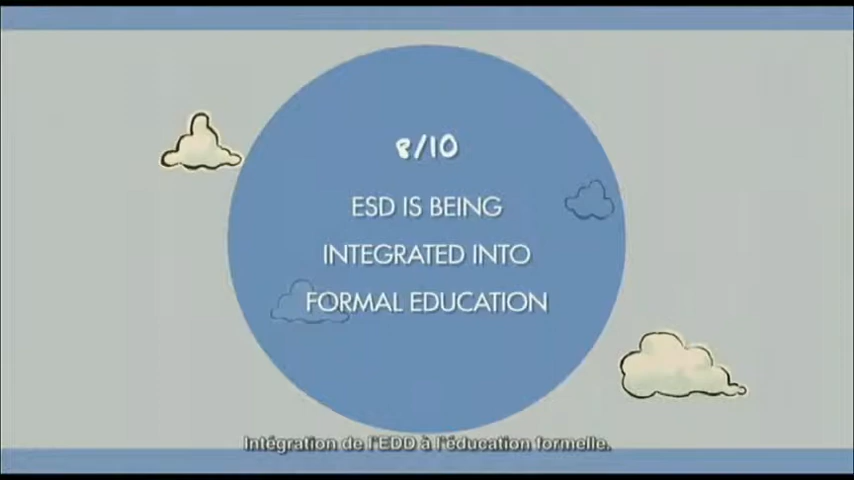 8/10
ESD IS BEING
INTEGRATED INTO
FORMAL EDUCATION
Intégration de l'EDD à l'éducation formelle.